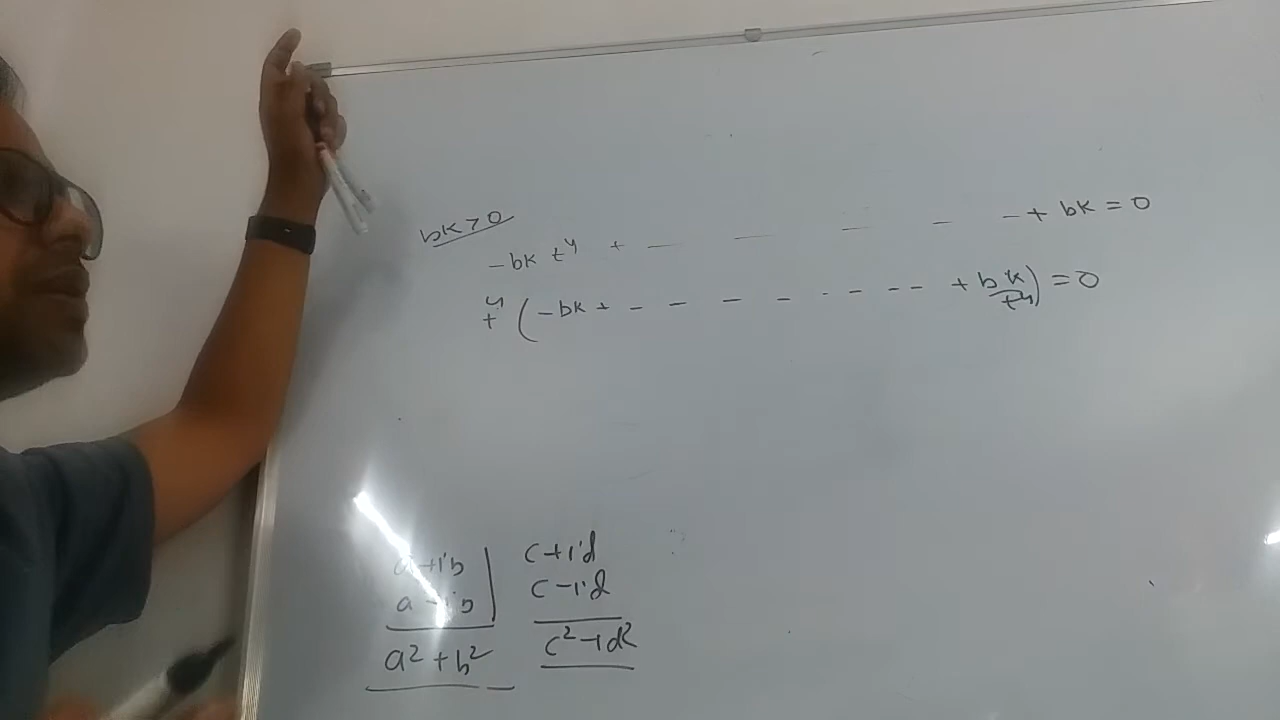 bk > 0
-bk t⁴ + — — — — - + bk = 0
t⁴ ( -bk + - - - - . - - - + bk/t⁴ ) = 0
a+ib | c+id
a-ib | c-id
a²+b² c²+d²